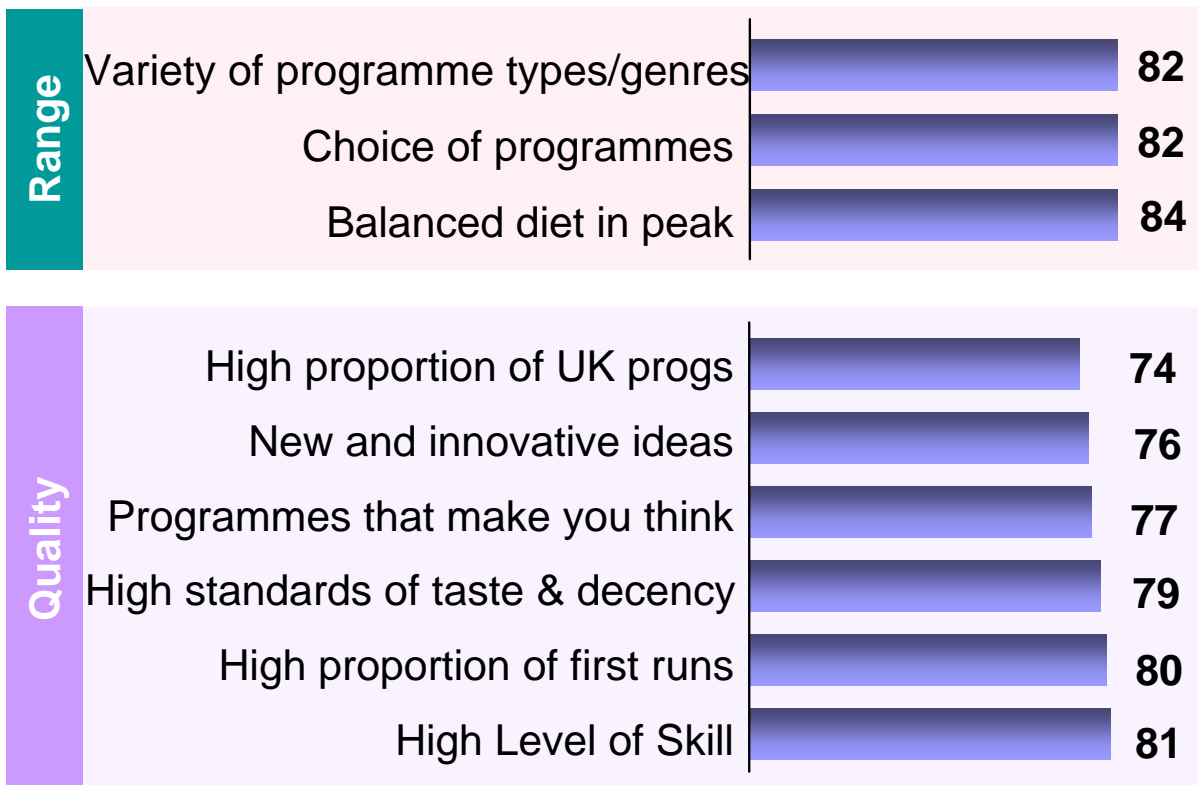 Range
Variety of programme types/genres 82
Choice of programmes 82
Balanced diet in peak 84
Quality
High proportion of UK progs 74
New and innovative ideas 76
Programmes that make you think 77
High standards of taste & decency 79
High proportion of first runs 80
High Level of Skill 81